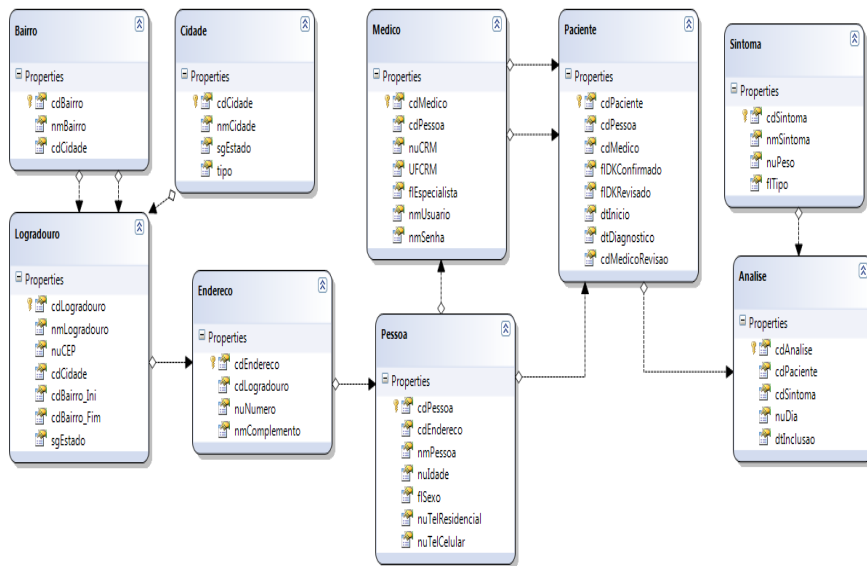 Bairro
Properties
cdBairro
nmBairro
cdCidade
Cidade
Properties
cdCidade
nmCidade
sgEstado
tipo
Medico
Properties
cdMedico
cdPessoa
nuCRM
UFCRM
flEspecialista
nmUsuario
nmSenha
Paciente
Properties
cdPaciente
cdPessoa
cdMedico
flDKConfirmado
flDKRevisado
dtInicio
dtDiagnostico
cdMedicoRevisao
Sintoma
Properties
cdSintoma
nmSintoma
nuPeso
flTipo
Logradouro
Properties
cdLogradouro
nmLogradouro
nuCEP
cdCidade
cdBairro_Ini
cdBairro_Fim
sgEstado
Endereco
Properties
cdEndereco
cdLogradouro
nuNumero
nmComplemento
Pessoa
Properties
cdPessoa
cdEndereco
nmPessoa
nuIdade
flSexo
nuTelResidencial
nuTelCelular
Analise
Properties
cdAnalise
cdPaciente
cdSintoma
nuDia
dtInclusao